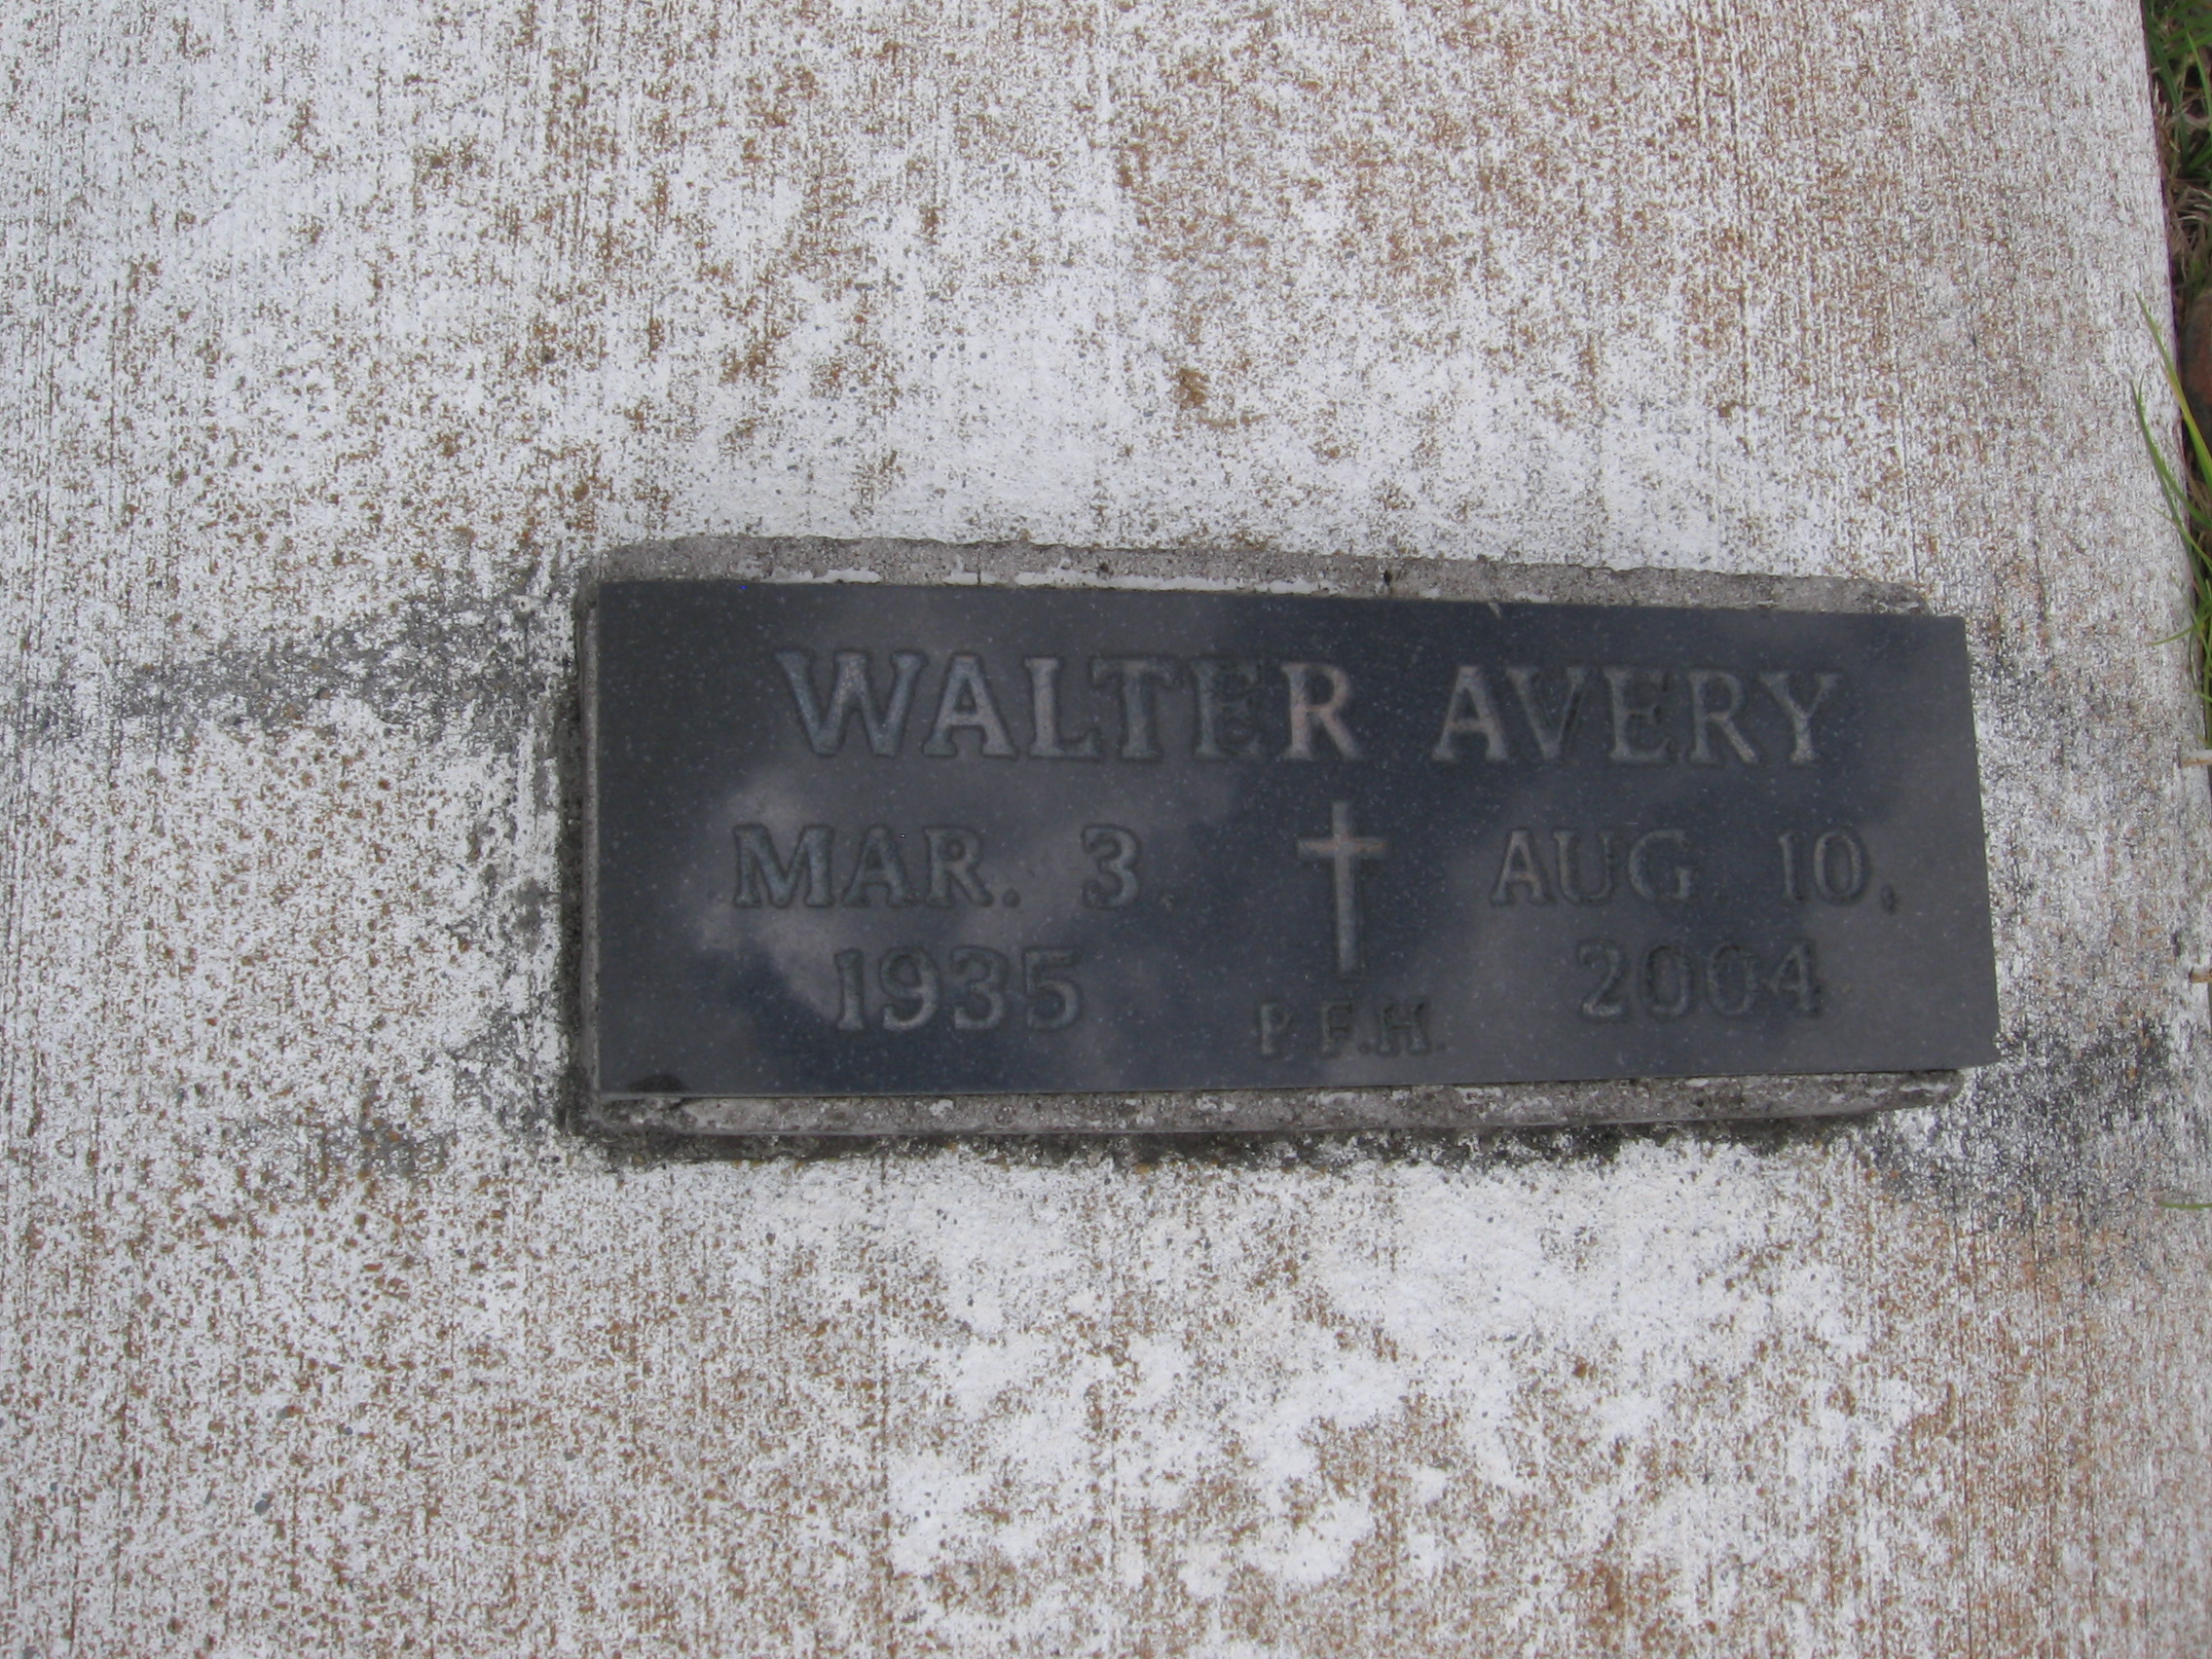 WALTER AVERY
MAR. 3 AUG. 10,
1935 2004
P.F.H.